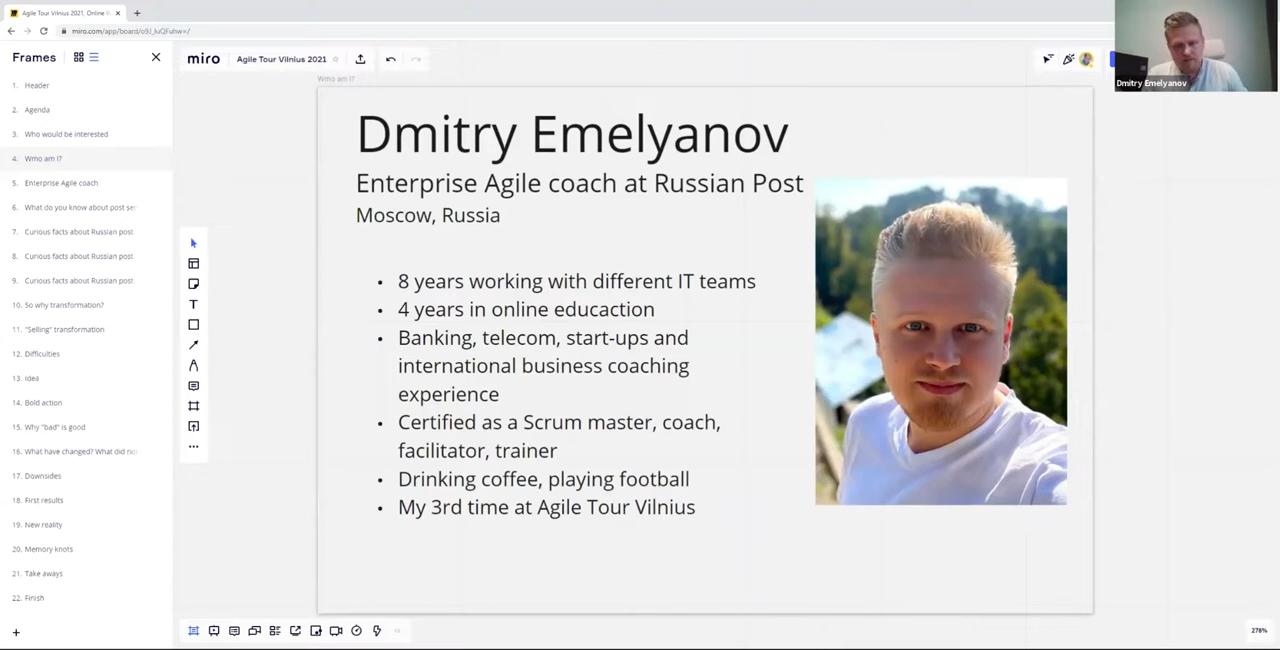 Agile Tour Vilnius 2021, Online V
miro.com/app/board/o9J_luQFuhw=/
Frames
miro
Agile Tour Vilnius 2021
Dmitry Emelyanov
1. Header
2. Agenda
3. Who would be interested
4. Wmo am I?
5. Enterprise Agile coach
6. What do you know about post ser
7. Curious facts about Russian post
8. Curious facts about Russian post
9. Curious facts about Russian post
10. So why transformation?
11. "Selling" transformation
12. Difficulties
13. Idea
14. Bold action
15. Why "bad" is good
16. What have changed? What did no
17. Downsides
18. First results
19. New reality
20. Memory knots
21. Take aways
22. Finish
Wmo am I?
Dmitry Emelyanov
Enterprise Agile coach at Russian Post
Moscow, Russia
• 8 years working with different IT teams
• 4 years in online educaction
• Banking, telecom, start-ups and
international business coaching
experience
• Certified as a Scrum master, coach,
facilitator, trainer
• Drinking coffee, playing football
• My 3rd time at Agile Tour Vilnius
278%